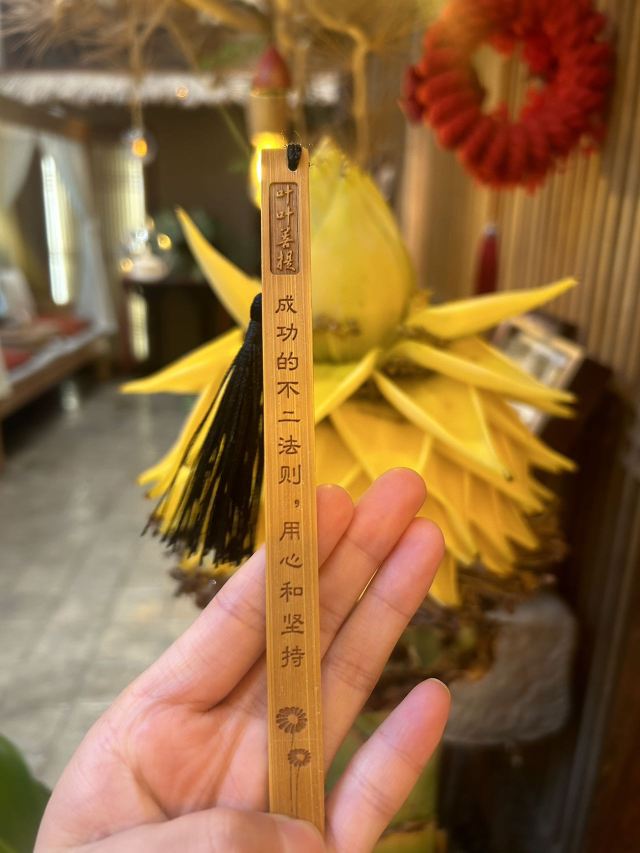 叶叶菩提
成功的不二法则，用心和坚持